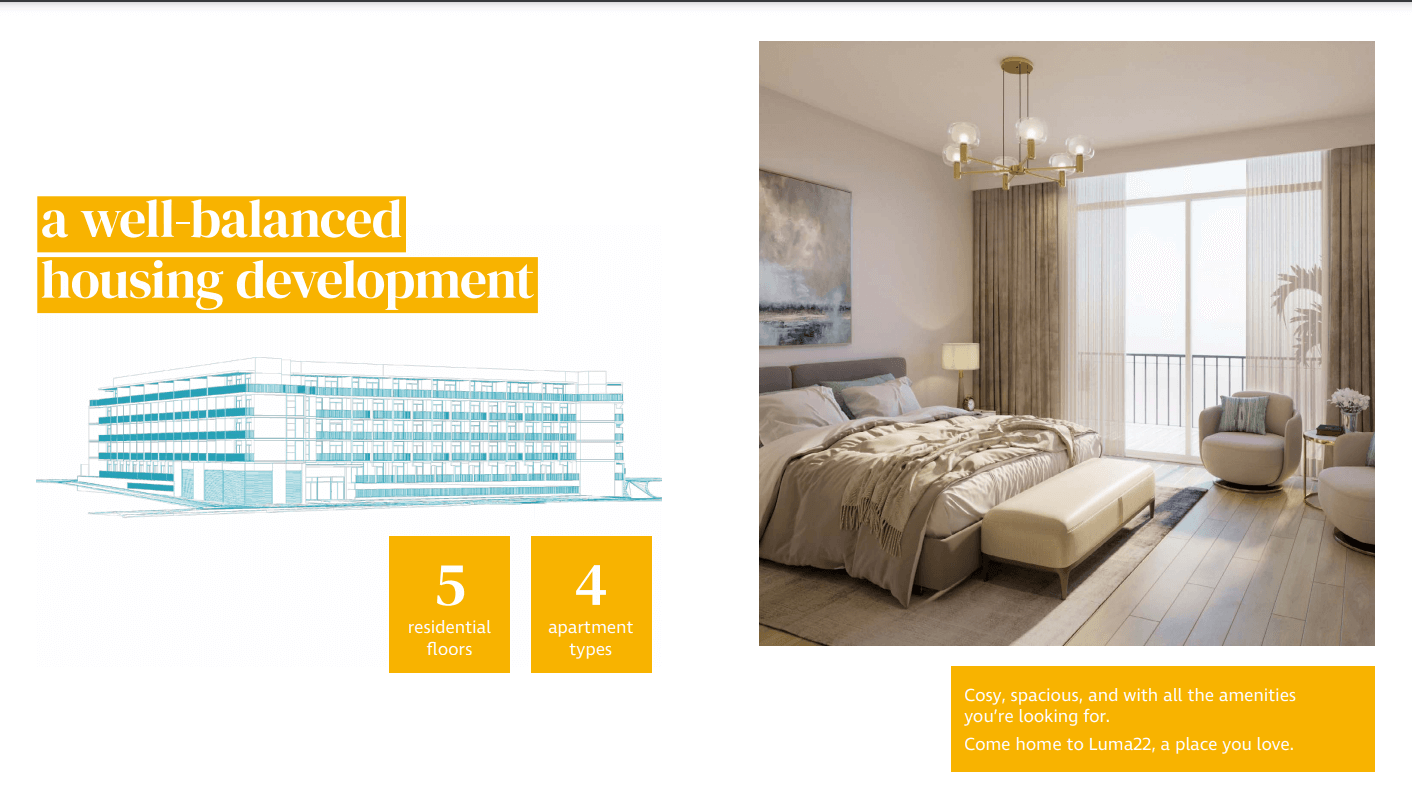 a well-balanced
housing development
5
residential
floors
4
apartment
types
Cosy, spacious, and with all the amenities
you're looking for.
Come home to Luma22, a place you love.